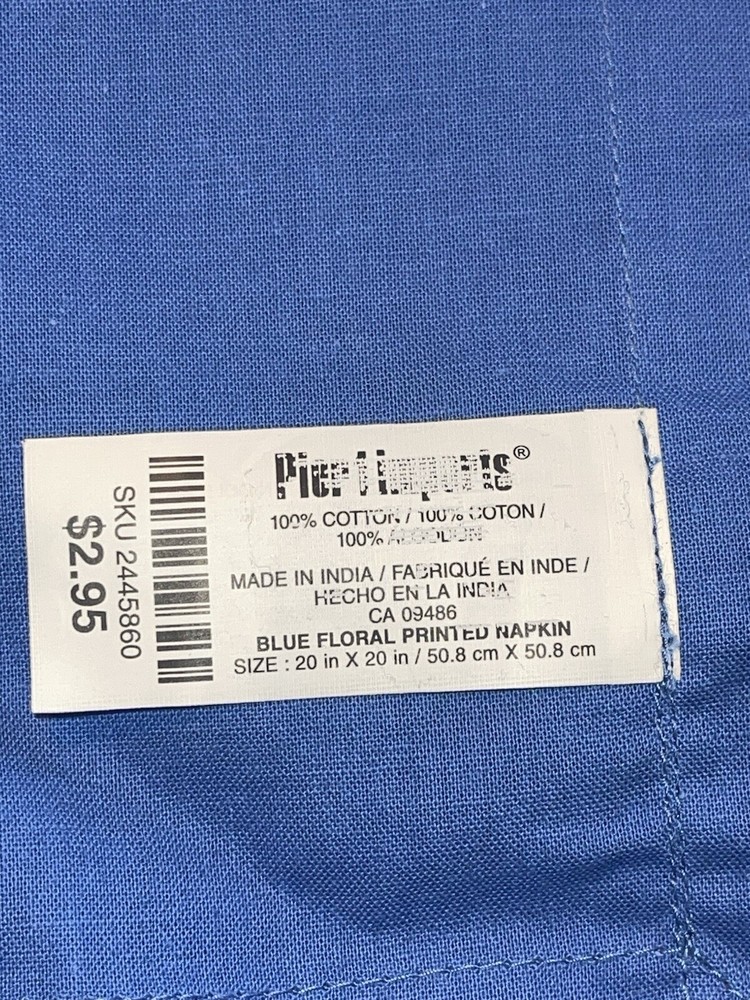 Pier 1 imports®
100% COTTON / 100% COTON /
100% ALGODON
MADE IN INDIA / FABRIQUÉ EN INDE /
HECHO EN LA INDIA
CA 09486
BLUE FLORAL PRINTED NAPKIN
SIZE : 20 in X 20 in / 50.8 cm X 50.8 cm
SKU 2445860
$2.95